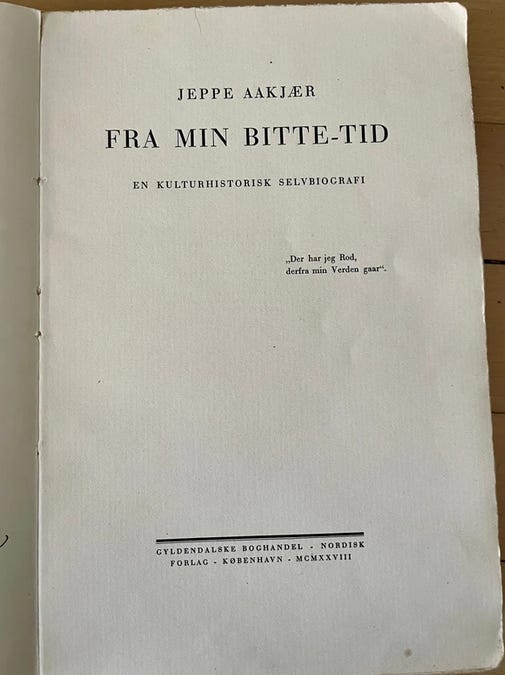 JEPPE AAKJÆR
FRA MIN BITTE-TID
EN KULTURHISTORISK SELVBIOGRAFI
„Der har jeg Rod,
derfra min Verden gaar“.
GYLDENDALSKE BOGHANDEL - NORDISK
FORLAG - KØBENHAVN - MCMXXVIII